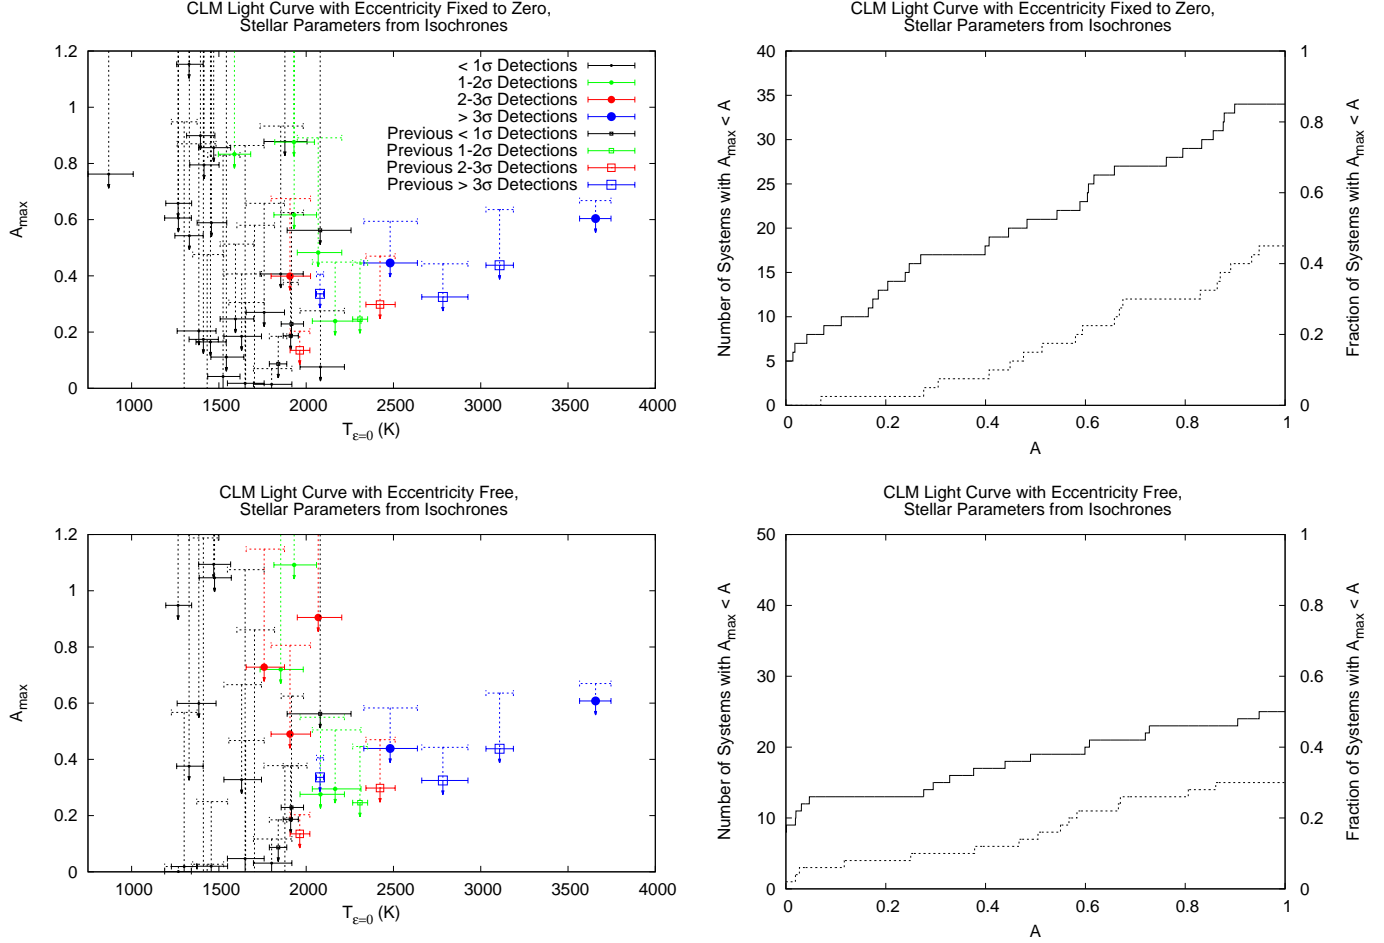 CLM Light Curve with Eccentricity Fixed to Zero,
Stellar Parameters from Isochrones
1.2
1
0.8
0.6
0.4
0.2
0
A_max
1000
1500
2000
2500
3000
3500
4000
T_ε=0 (K)
< 1σ Detections
1-2σ Detections
2-3σ Detections
> 3σ Detections
Previous < 1σ Detections
Previous 1-2σ Detections
Previous 2-3σ Detections
Previous > 3σ Detections
CLM Light Curve with Eccentricity Fixed to Zero,
Stellar Parameters from Isochrones
40
35
30
25
20
15
10
5
0
Number of Systems with A_max < A
0
0.2
0.4
0.6
0.8
1
A
1
0.8
0.6
0.4
0.2
0
Fraction of Systems with A_max < A
CLM Light Curve with Eccentricity Free,
Stellar Parameters from Isochrones
1.2
1
0.8
0.6
0.4
0.2
0
A_max
1000
1500
2000
2500
3000
3500
4000
T_ε=0 (K)
CLM Light Curve with Eccentricity Free,
Stellar Parameters from Isochrones
50
40
30
20
10
0
Number of Systems with A_max < A
0
0.2
0.4
0.6
0.8
1
A
1
0.8
0.6
0.4
0.2
0
Fraction of Systems with A_max < A